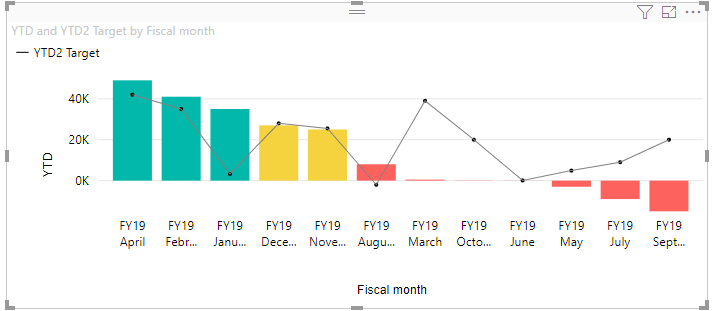 YTD and YTD2 Target by Fiscal month
YTD2 Target
40K
20K
0K
YTD
FY19 April
FY19 Febr...
FY19 Janu...
FY19 Dece...
FY19 Nove...
FY19 Augu...
FY19 March
FY19 Octo...
FY19 June
FY19 May
FY19 July
FY19 Sept...
Fiscal month